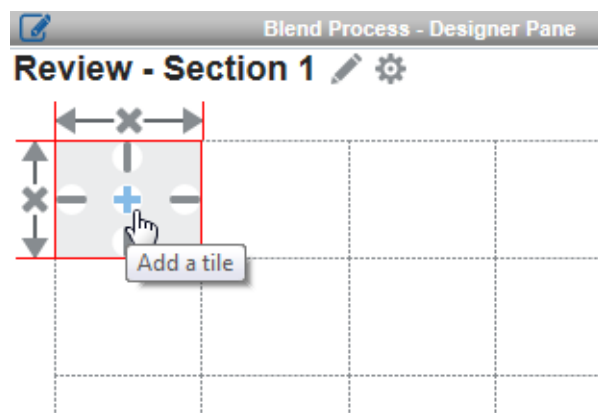 Blend Process - Designer Pane
Review - Section 1
Add a tile